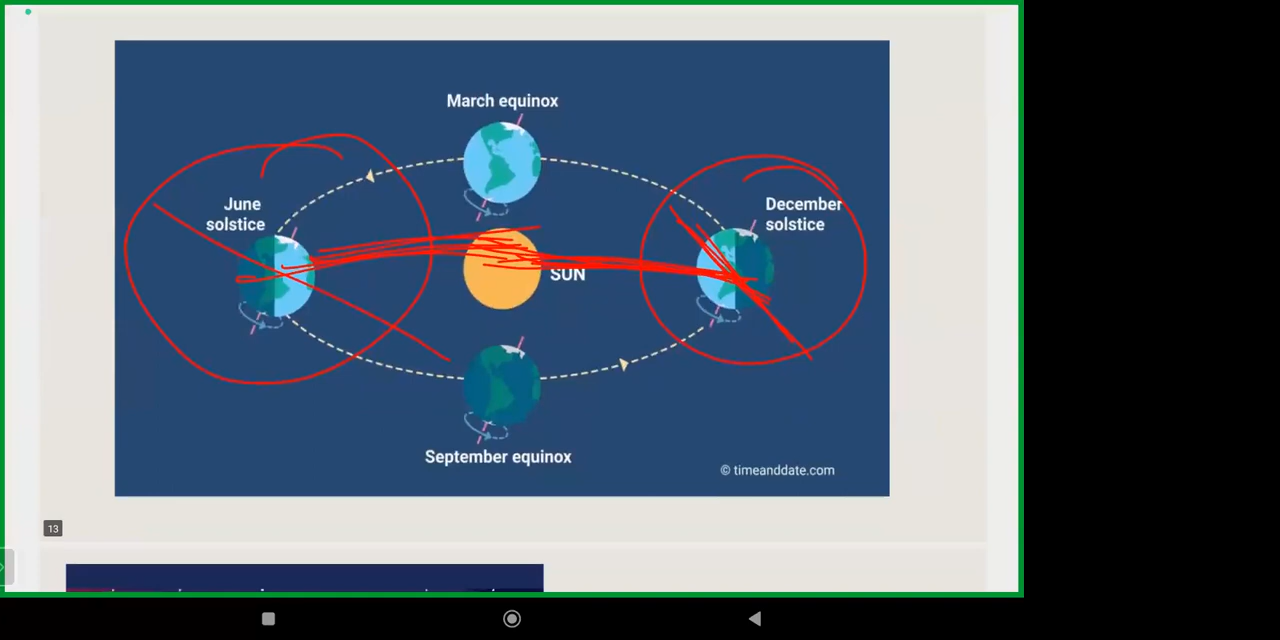 March equinox
June
solstice
December
solstice
SUN
September equinox
© timeanddate.com
13